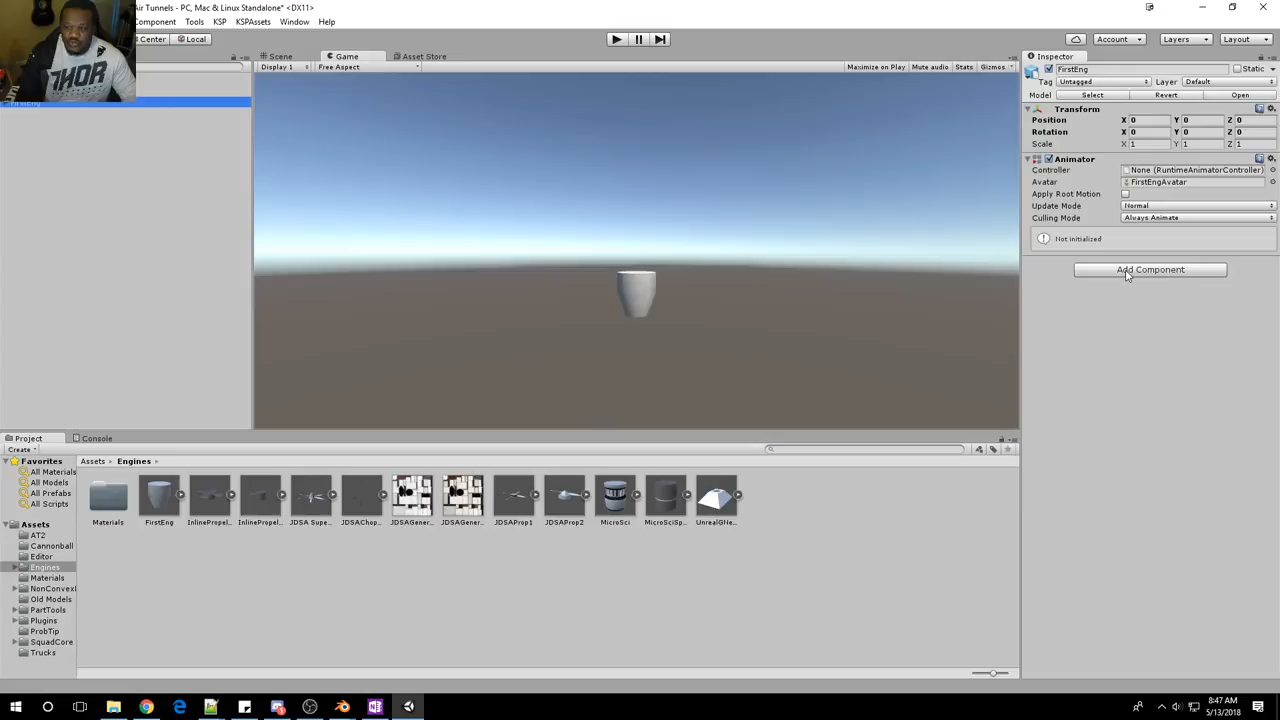 Air Tunnels - PC, Mac & Linux Standalone* <DX11>
Component Tools KSP KSPAssets Window Help
THOR
Center Local
Account Layers Layout
Scene Game Asset Store
Display 1 Free Aspect Maximize on Play Mute audio Stats Gizmos
FirstEng
Inspector
FirstEng Static
Tag Untagged Layer Default
Model Select Revert Open
Transform
Position X 0 Y 0 Z 0
Rotation X 0 Y 0 Z 0
Scale X 1 Y 1 Z 1
Animator
Controller None (RuntimeAnimatorController)
Avatar FirstEngAvatar
Apply Root Motion
Update Mode Normal
Culling Mode Always Animate
Not initialized
Add Component
Project Console
Create
Favorites
All Materials
All Models
All Prefabs
All Scripts
Assets
AT2
Cannonball
Editor
Engines
Materials
NonConvex
Old Models
PartTools
Plugins
ProbTip
SquadCore
Trucks
Assets Engines
Materials FirstEng InlinePropel... InlinePropel... JDSA Supe... JDSAChop... JDSAGener... JDSAGener... JDSAProp1 JDSAProp2 MicroSci MicroSciSp... UnrealGNe...
8:47 AM
5/13/2018